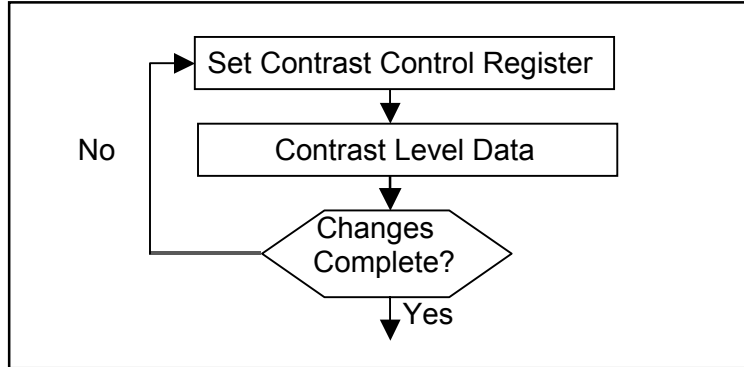 Set Contrast Control Register
No
Contrast Level Data
Changes
Complete?
Yes